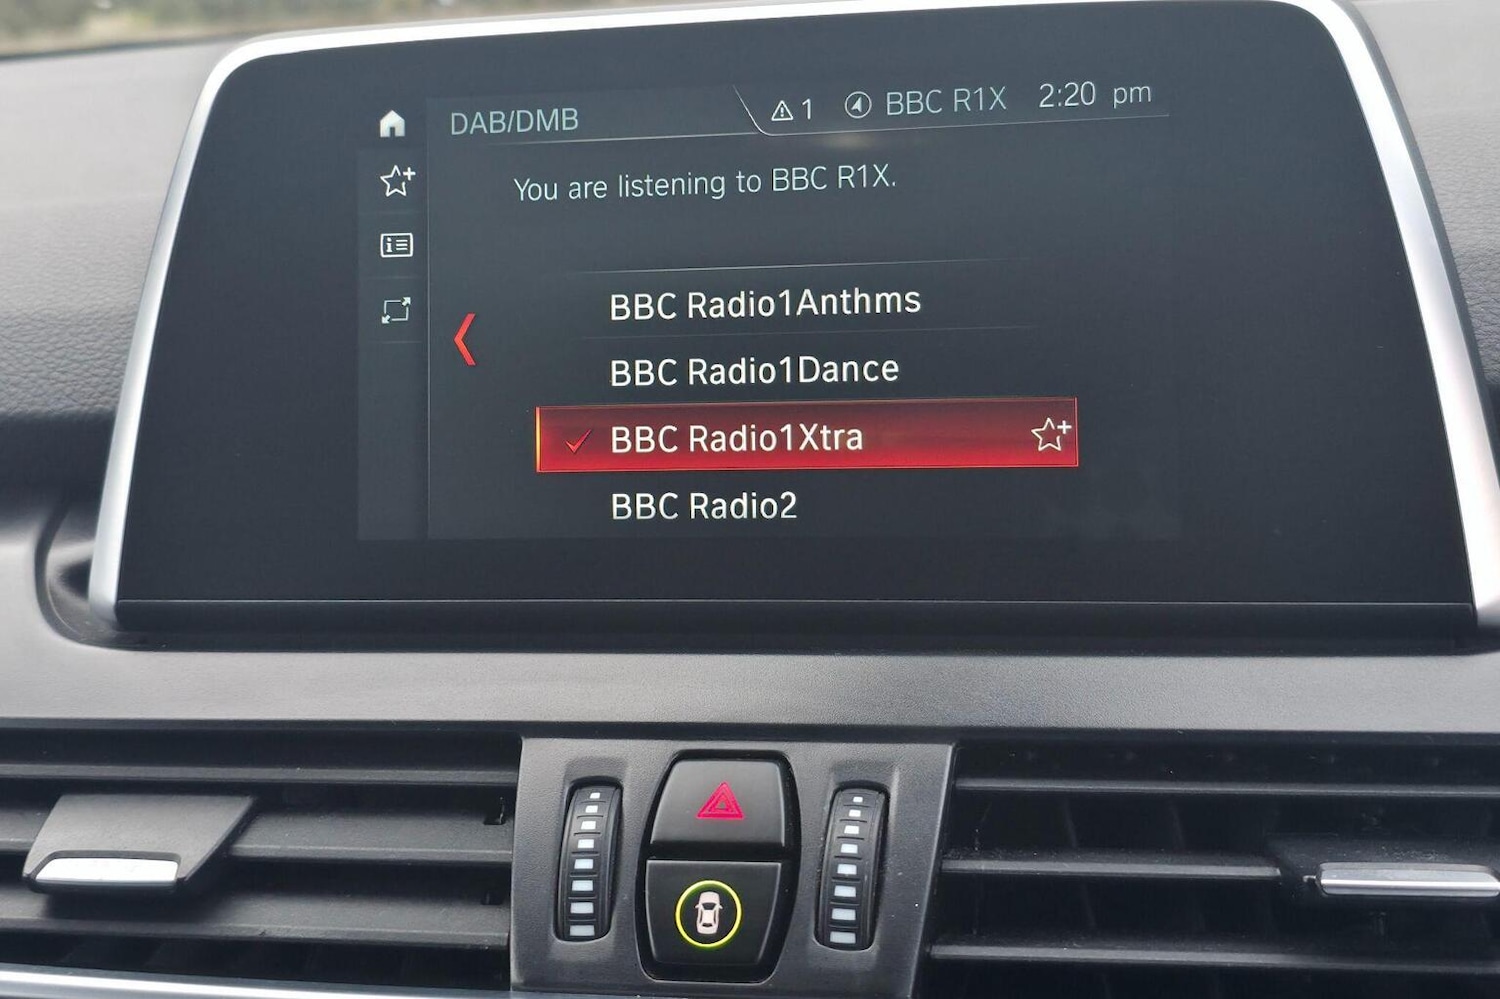 DAB/DMB
1 BBC R1X 2:20 pm
You are listening to BBC R1X.
BBC Radio1Anthms
BBC Radio1Dance
BBC Radio1Xtra
BBC Radio2